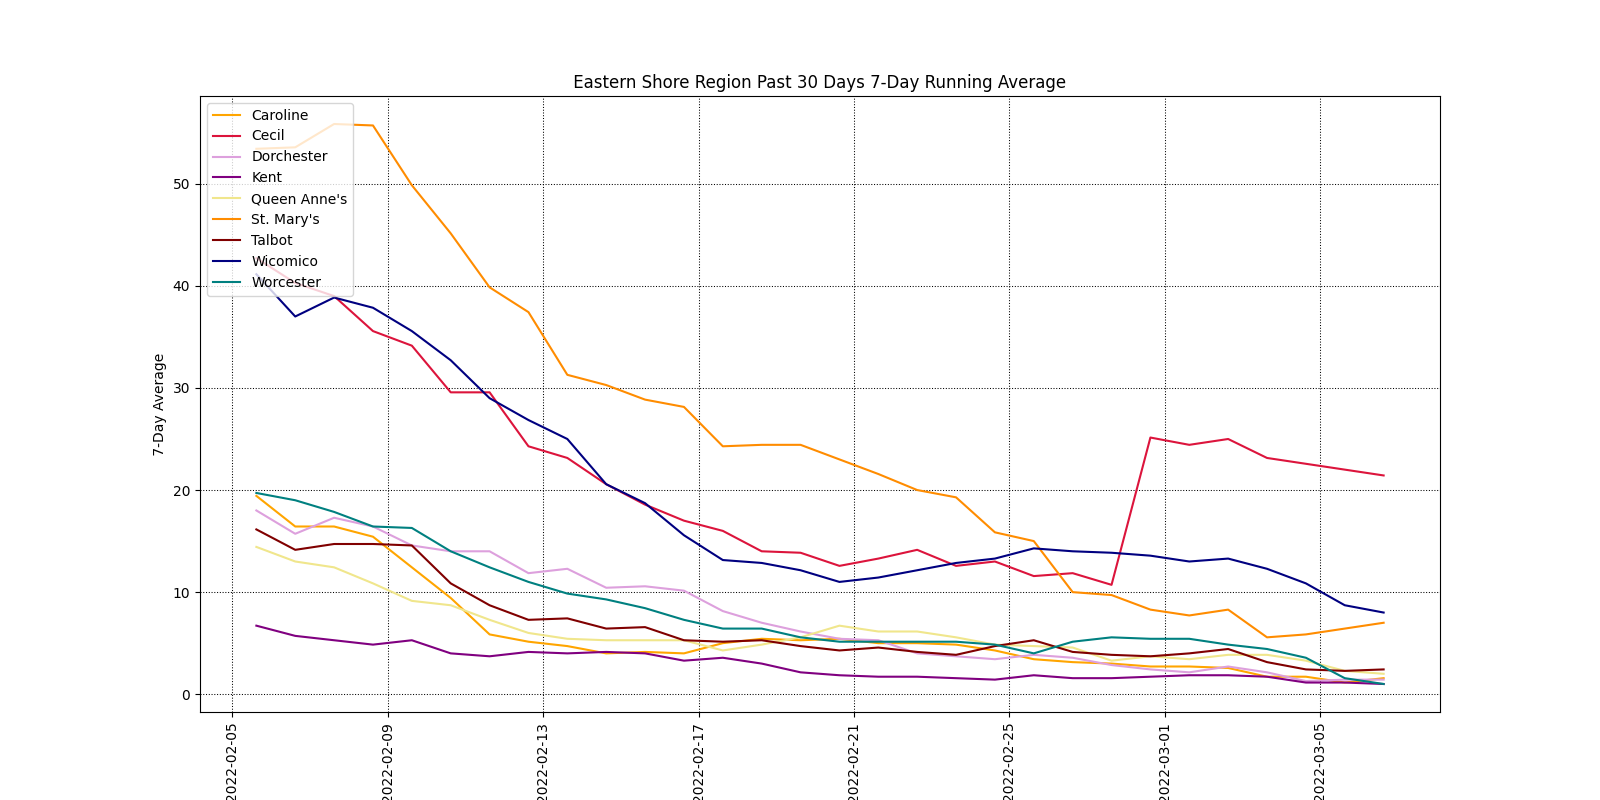 Eastern Shore Region Past 30 Days 7-Day Running Average
Caroline
Cecil
Dorchester
Kent
Queen Anne's
St. Mary's
Talbot
Wicomico
Worcester
7-Day Average
50
40
30
20
10
0
2022-02-05
2022-02-09
2022-02-13
2022-02-17
2022-02-21
2022-02-25
2022-03-01
2022-03-05